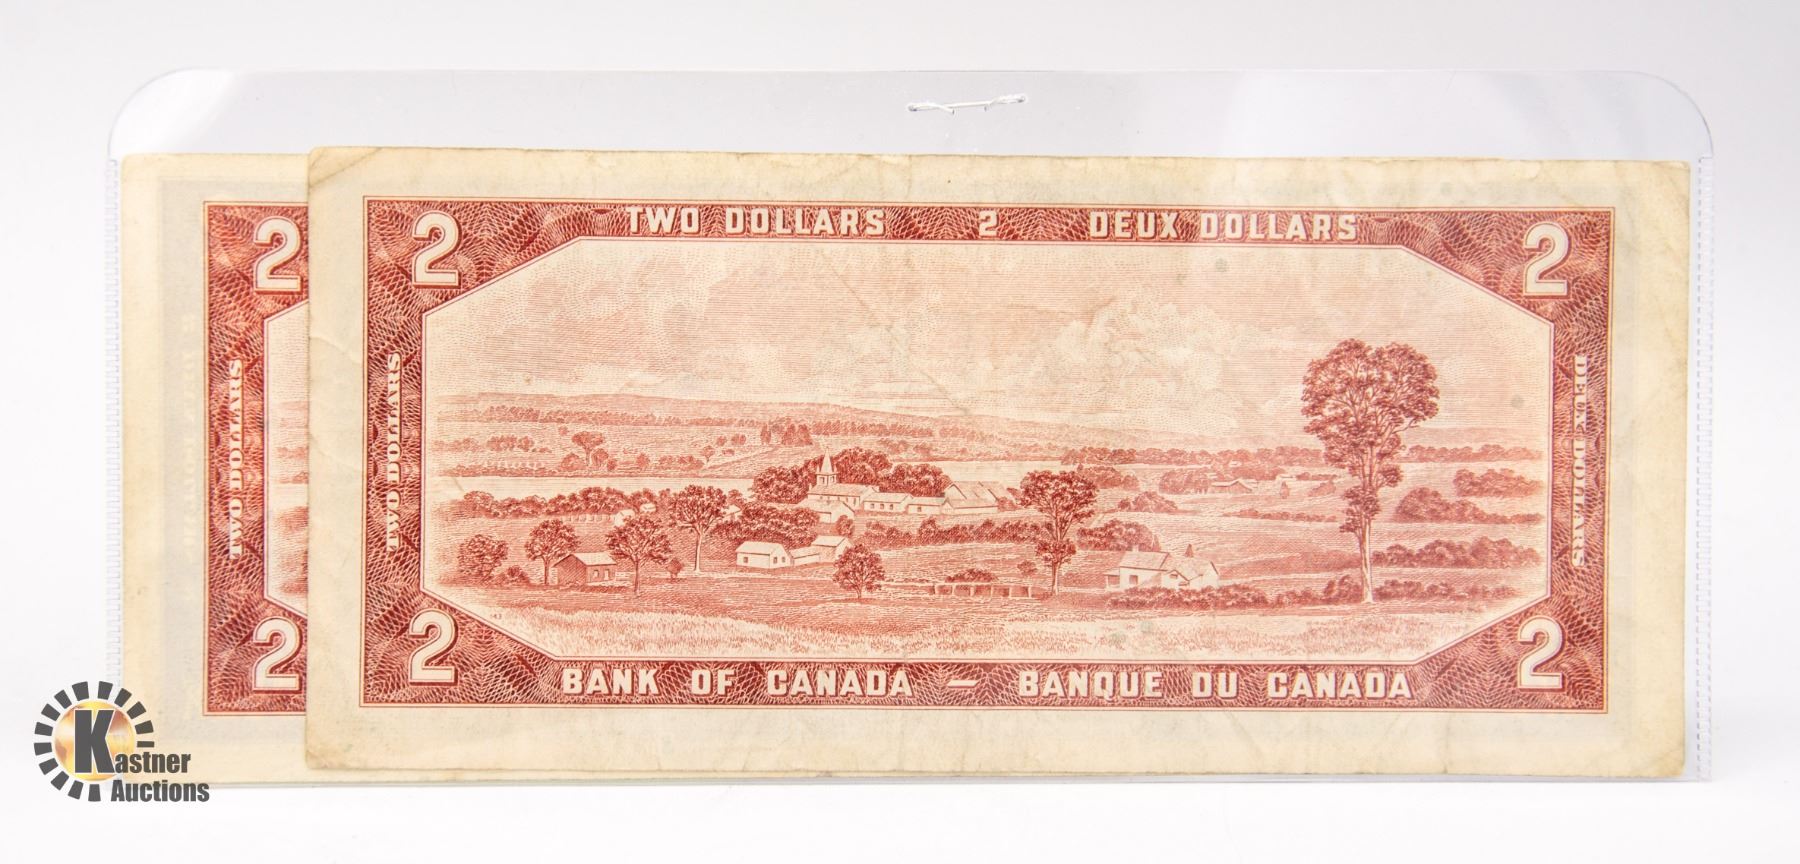 2 TWO DOLLARS 2 DEUX DOLLARS 2
2
TWO DOLLARS
TWO DOLLARS
DEUX DOLLARS
2
2 BANK OF CANADA — BANQUE DU CANADA 2
Kastner
Auctions